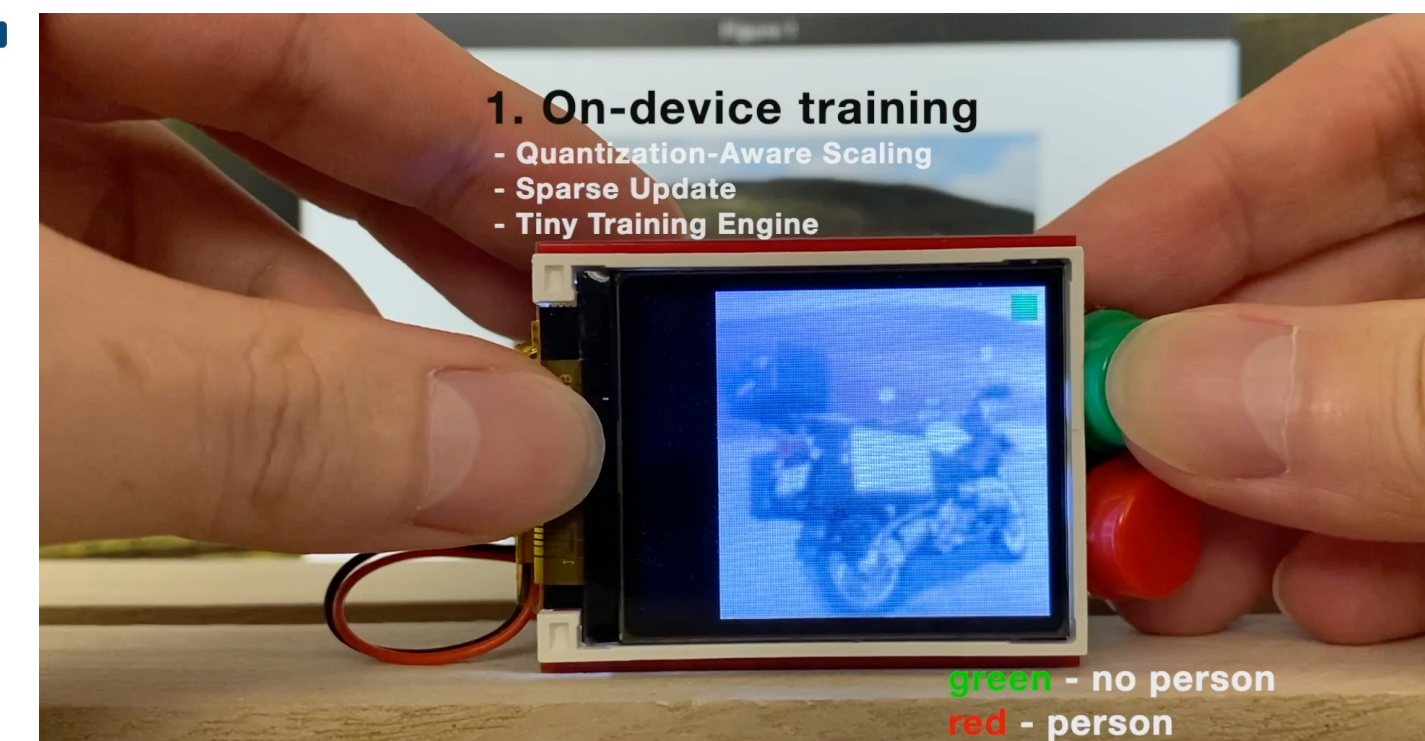 1. On-device training
- Quantization-Aware Scaling
- Sparse Update
- Tiny Training Engine
green - no person
red - person